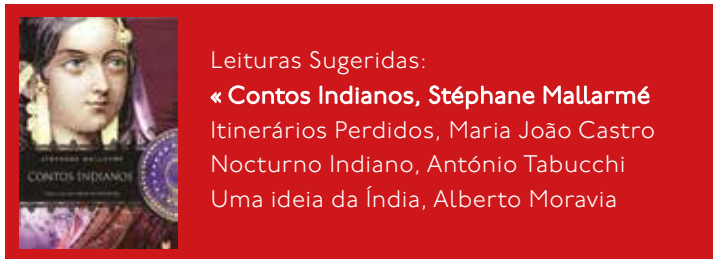 STÉPHANE MALLARMÉ
CONTOS INDIANOS
Leituras Sugeridas:
« Contos Indianos, Stéphane Mallarmé
Itinerários Perdidos, Maria João Castro
Nocturno Indiano, António Tabucchi
Uma ideia da Índia, Alberto Moravia